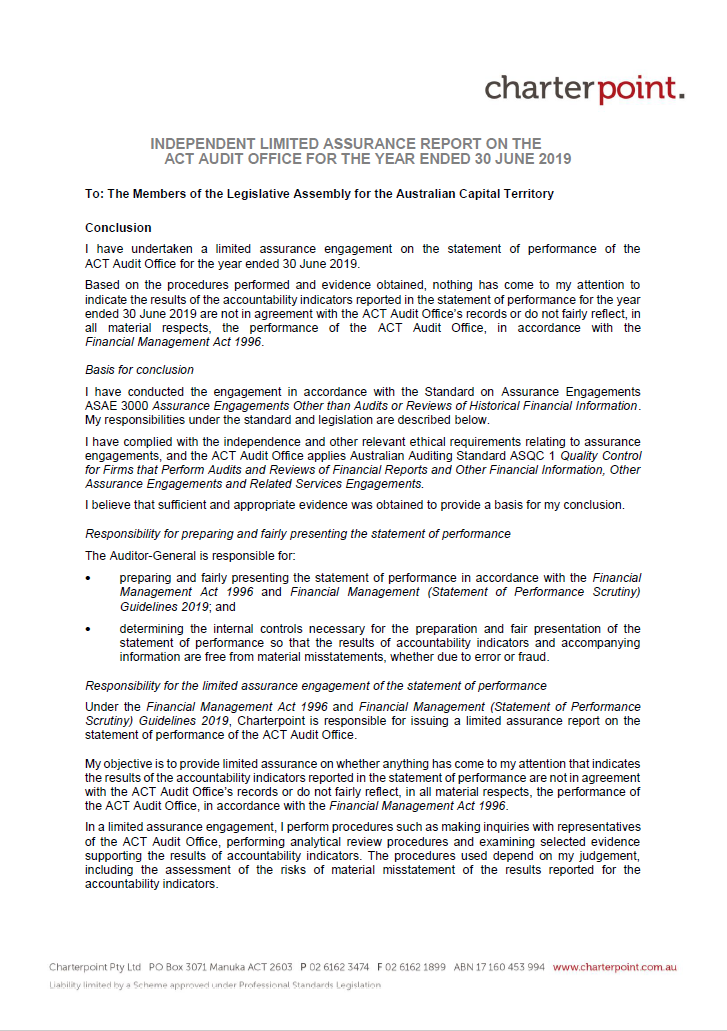 charterpoint.
INDEPENDENT LIMITED ASSURANCE REPORT ON THE
ACT AUDIT OFFICE FOR THE YEAR ENDED 30 JUNE 2019
To: The Members of the Legislative Assembly for the Australian Capital Territory
Conclusion
I have undertaken a limited assurance engagement on the statement of performance of the
ACT Audit Office for the year ended 30 June 2019.
Based on the procedures performed and evidence obtained, nothing has come to my attention to
indicate the results of the accountability indicators reported in the statement of performance for the year
ended 30 June 2019 are not in agreement with the ACT Audit Office's records or do not fairly reflect, in
all material respects, the performance of the ACT Audit Office, in accordance with the
Financial Management Act 1996.
Basis for conclusion
I have conducted the engagement in accordance with the Standard on Assurance Engagements
ASAE 3000 Assurance Engagements Other than Audits or Reviews of Historical Financial Information.
My responsibilities under the standard and legislation are described below.
I have complied with the independence and other relevant ethical requirements relating to assurance
engagements, and the ACT Audit Office applies Australian Auditing Standard ASQC 1 Quality Control
for Firms that Perform Audits and Reviews of Financial Reports and Other Financial Information, Other
Assurance Engagements and Related Services Engagements.
I believe that sufficient and appropriate evidence was obtained to provide a basis for my conclusion.
Responsibility for preparing and fairly presenting the statement of performance
The Auditor-General is responsible for:
• preparing and fairly presenting the statement of performance in accordance with the Financial
Management Act 1996 and Financial Management (Statement of Performance Scrutiny)
Guidelines 2019; and
• determining the internal controls necessary for the preparation and fair presentation of the
statement of performance so that the results of accountability indicators and accompanying
information are free from material misstatements, whether due to error or fraud.
Responsibility for the limited assurance engagement of the statement of performance
Under the Financial Management Act 1996 and Financial Management (Statement of Performance
Scrutiny) Guidelines 2019, Charterpoint is responsible for issuing a limited assurance report on the
statement of performance of the ACT Audit Office.
My objective is to provide limited assurance on whether anything has come to my attention that indicates
the results of the accountability indicators reported in the statement of performance are not in agreement
with the ACT Audit Office's records or do not fairly reflect, in all material respects, the performance of
the ACT Audit Office, in accordance with the Financial Management Act 1996.
In a limited assurance engagement, I perform procedures such as making inquiries with representatives
of the ACT Audit Office, performing analytical review procedures and examining selected evidence
supporting the results of accountability indicators. The procedures used depend on my judgement,
including the assessment of the risks of material misstatement of the results reported for the
accountability indicators.
Charterpoint Pty Ltd PO Box 3071 Manuka ACT 2603 P 02 6162 3474 F 02 6162 1899 ABN 17 160 453 994 www.charterpoint.com.au
Liability limited by a Scheme approved under Professional Standards Legislation